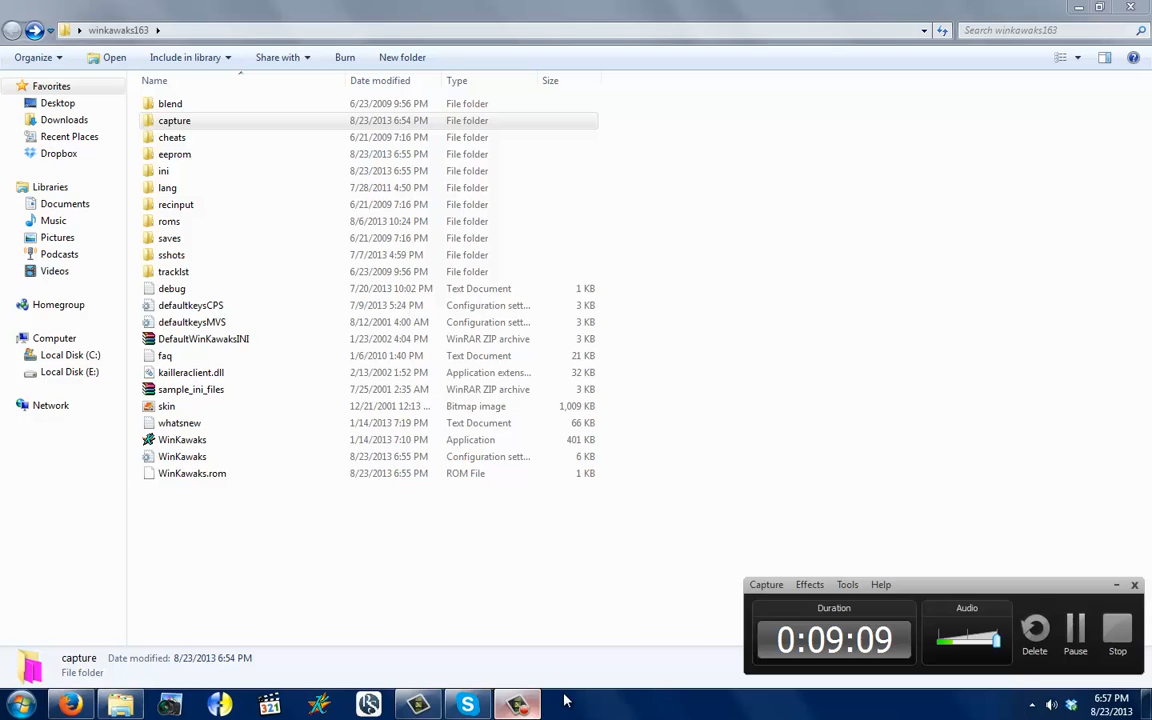 winkawaks163
Search winkawaks163
Organize
Open
Include in library
Share with
Burn
New folder
Name Date modified Type Size
Favorites
Desktop
Downloads
Recent Places
Dropbox
Libraries
Documents
Music
Pictures
Podcasts
Videos
Homegroup
Computer
Local Disk (C:)
Local Disk (E:)
Network
blend 6/23/2009 9:56 PM File folder
capture 8/23/2013 6:54 PM File folder
cheats 6/21/2009 7:16 PM File folder
eeprom 8/23/2013 6:55 PM File folder
ini 8/23/2013 6:55 PM File folder
lang 7/28/2011 4:50 PM File folder
recinput 6/21/2009 7:16 PM File folder
roms 8/6/2013 10:24 PM File folder
saves 6/21/2009 7:16 PM File folder
sshots 7/7/2013 4:59 PM File folder
tracklst 6/23/2009 9:56 PM File folder
debug 7/20/2013 10:02 PM Text Document 1 KB
defaultkeysCPS 7/9/2013 5:24 PM Configuration sett... 3 KB
defaultkeysMVS 8/12/2001 4:00 AM Configuration sett... 3 KB
DefaultWinKawaksINI 1/23/2002 4:04 PM WinRAR ZIP archive 3 KB
faq 1/6/2010 1:40 PM Text Document 21 KB
kailleraclient.dll 2/13/2002 1:52 PM Application extens... 32 KB
sample_ini_files 7/25/2001 2:35 AM WinRAR ZIP archive 3 KB
skin 12/21/2001 12:13 ... Bitmap image 1,009 KB
whatsnew 1/14/2013 7:19 PM Text Document 66 KB
WinKawaks 1/14/2013 7:10 PM Application 401 KB
WinKawaks 8/23/2013 6:55 PM Configuration sett... 6 KB
WinKawaks.rom 8/23/2013 6:55 PM ROM File 1 KB
Capture Effects Tools Help
Duration
Audio
0:09:09
Delete
Pause
Stop
capture Date modified: 8/23/2013 6:54 PM
File folder
321
6:57 PM
8/23/2013